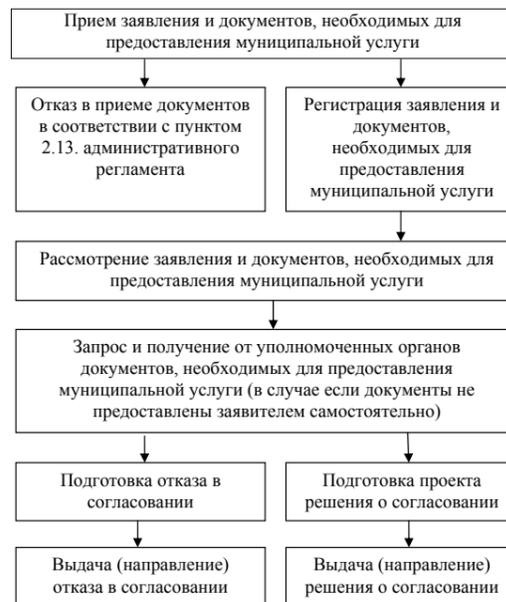 Прием заявления и документов, необходимых для
предоставления муниципальной услуги
Отказ в приеме документов
в соответствии с пунктом
2.13. административного
регламента
Регистрация заявления и
документов,
необходимых для
предоставления
муниципальной услуги
Рассмотрение заявления и документов, необходимых для
предоставления муниципальной услуги
Запрос и получение от уполномоченных органов
документов, необходимых для предоставления
муниципальной услуги (в случае если документы не
предоставлены заявителем самостоятельно)
Подготовка отказа в
согласовании
Подготовка проекта
решения о согласовании
Выдача (направление)
отказа в согласовании
Выдача (направление)
решения о согласовании